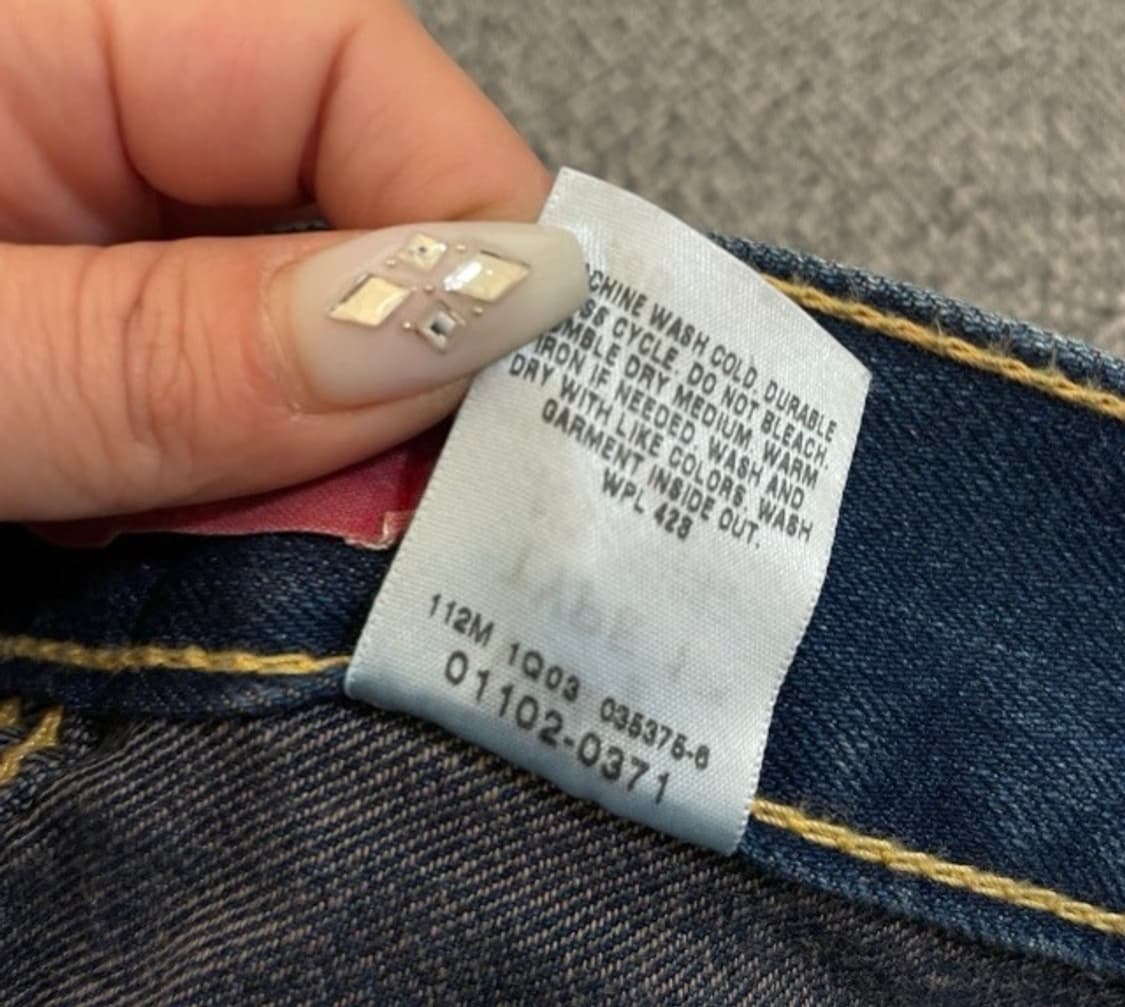 CHINE WASH COLD. DURABLE
SE CYCLE. DO NOT BLEACH.
MBLE DRY MEDIUM. WARM
IRON IF NEEDED. WASH AND
DRY WITH LIKE COLORS. WASH
GARMENT INSIDE OUT.
WPL 423
112M 1Q03 035375-6
01102-0371